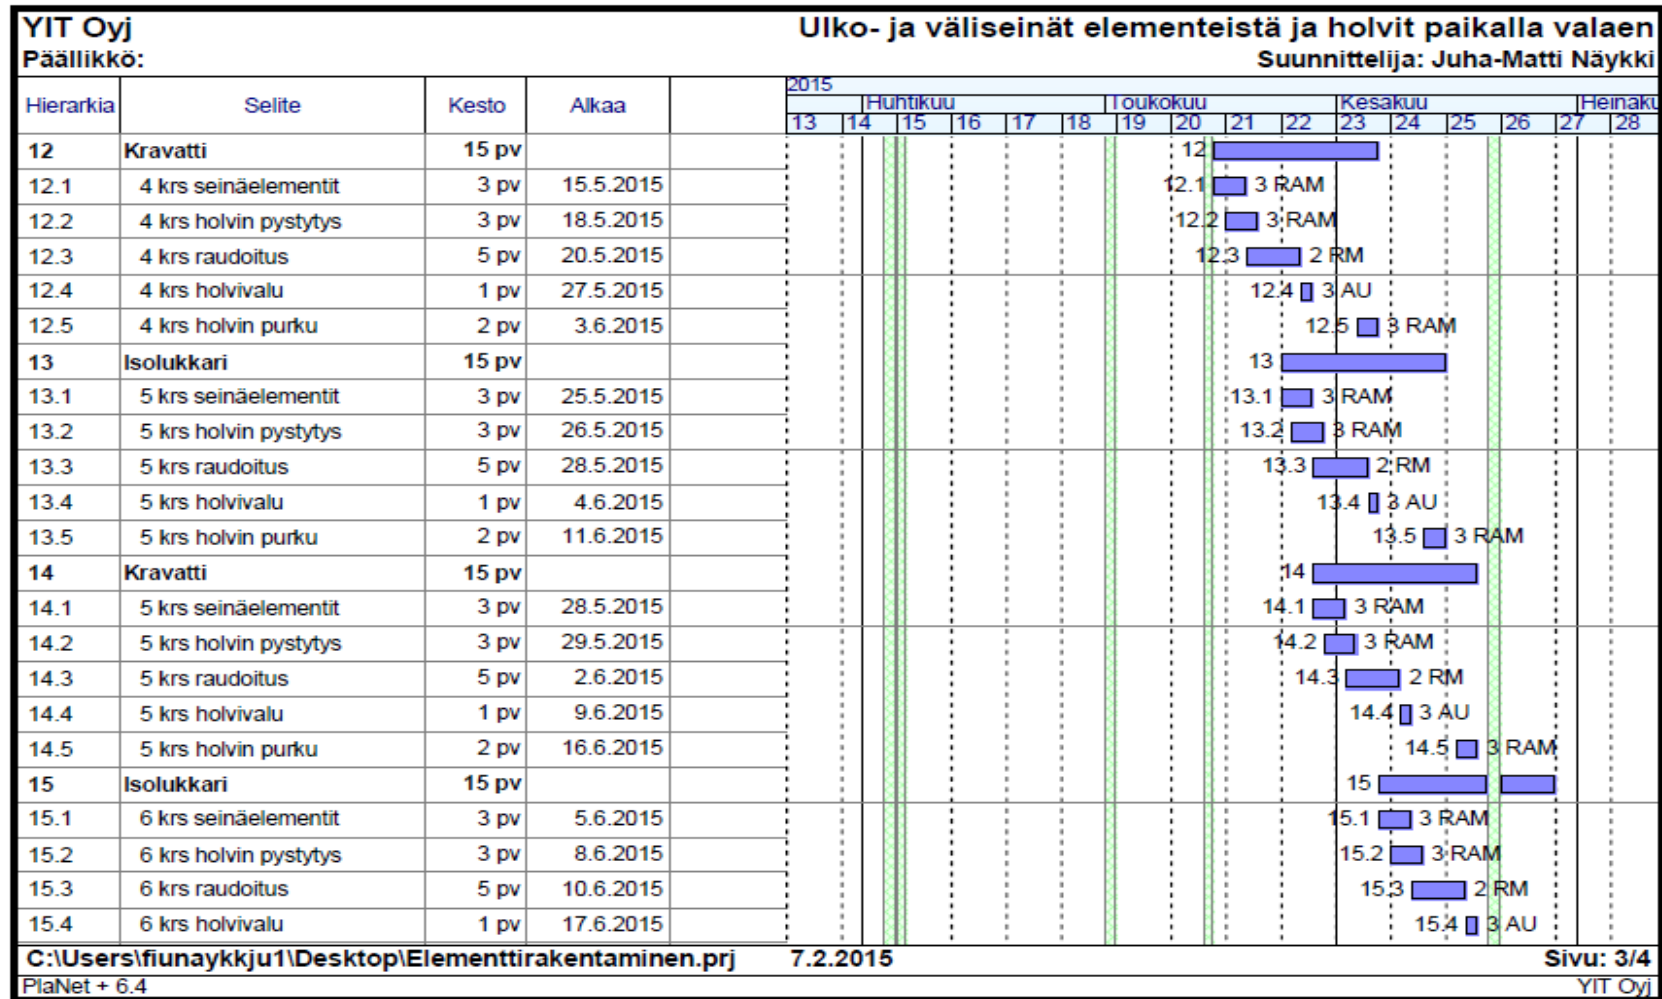 YIT Oyj Ulko- ja väliseinät elementeistä ja holvit paikalla valaen
Päällikkö: Suunnittelija: Juha-Matti Näykki
2015
Hierarkia Selite Kesto Alkaa Huhtikuu Toukokuu Kesäkuu Heinäku
13 14 15 16 17 18 19 20 21 22 23 24 25 26 27 28
12 Kravatti 15 pv 12
12.1 4 krs seinäelementit 3 pv 15.5.2015 12.1 3 RAM
12.2 4 krs holvin pystytys 3 pv 18.5.2015 12.2 3 RAM
12.3 4 krs raudoitus 5 pv 20.5.2015 12.3 2 RM
12.4 4 krs holvivalu 1 pv 27.5.2015 12.4 3 AU
12.5 4 krs holvin purku 2 pv 3.6.2015 12.5 3 RAM
13 Isolukkari 15 pv 13
13.1 5 krs seinäelementit 3 pv 25.5.2015 13.1 3 RAM
13.2 5 krs holvin pystytys 3 pv 26.5.2015 13.2 3 RAM
13.3 5 krs raudoitus 5 pv 28.5.2015 13.3 2 RM
13.4 5 krs holvivalu 1 pv 4.6.2015 13.4 3 AU
13.5 5 krs holvin purku 2 pv 11.6.2015 13.5 3 RAM
14 Kravatti 15 pv 14
14.1 5 krs seinäelementit 3 pv 28.5.2015 14.1 3 RAM
14.2 5 krs holvin pystytys 3 pv 29.5.2015 14.2 3 RAM
14.3 5 krs raudoitus 5 pv 2.6.2015 14.3 2 RM
14.4 5 krs holvivalu 1 pv 9.6.2015 14.4 3 AU
14.5 5 krs holvin purku 2 pv 16.6.2015 14.5 3 RAM
15 Isolukkari 15 pv 15
15.1 6 krs seinäelementit 3 pv 5.6.2015 15.1 3 RAM
15.2 6 krs holvin pystytys 3 pv 8.6.2015 15.2 3 RAM
15.3 6 krs raudoitus 5 pv 10.6.2015 15.3 2 RM
15.4 6 krs holvivalu 1 pv 17.6.2015 15.4 3 AU
C:\Users\fiunaykkju1\Desktop\Elementtirakentaminen.prj 7.2.2015 Sivu: 3/4
PlaNet + 6.4 YIT Oyj